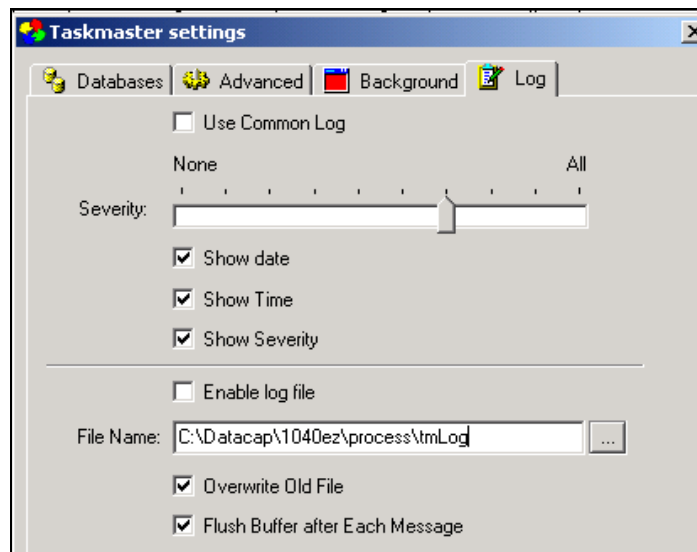 Taskmaster settings
Databases Advanced Background Log
Use Common Log
None All
Severity:
Show date
Show Time
Show Severity
Enable log file
File Name: C:\Datacap\1040ez\process\tmLog ...
Overwrite Old File
Flush Buffer after Each Message